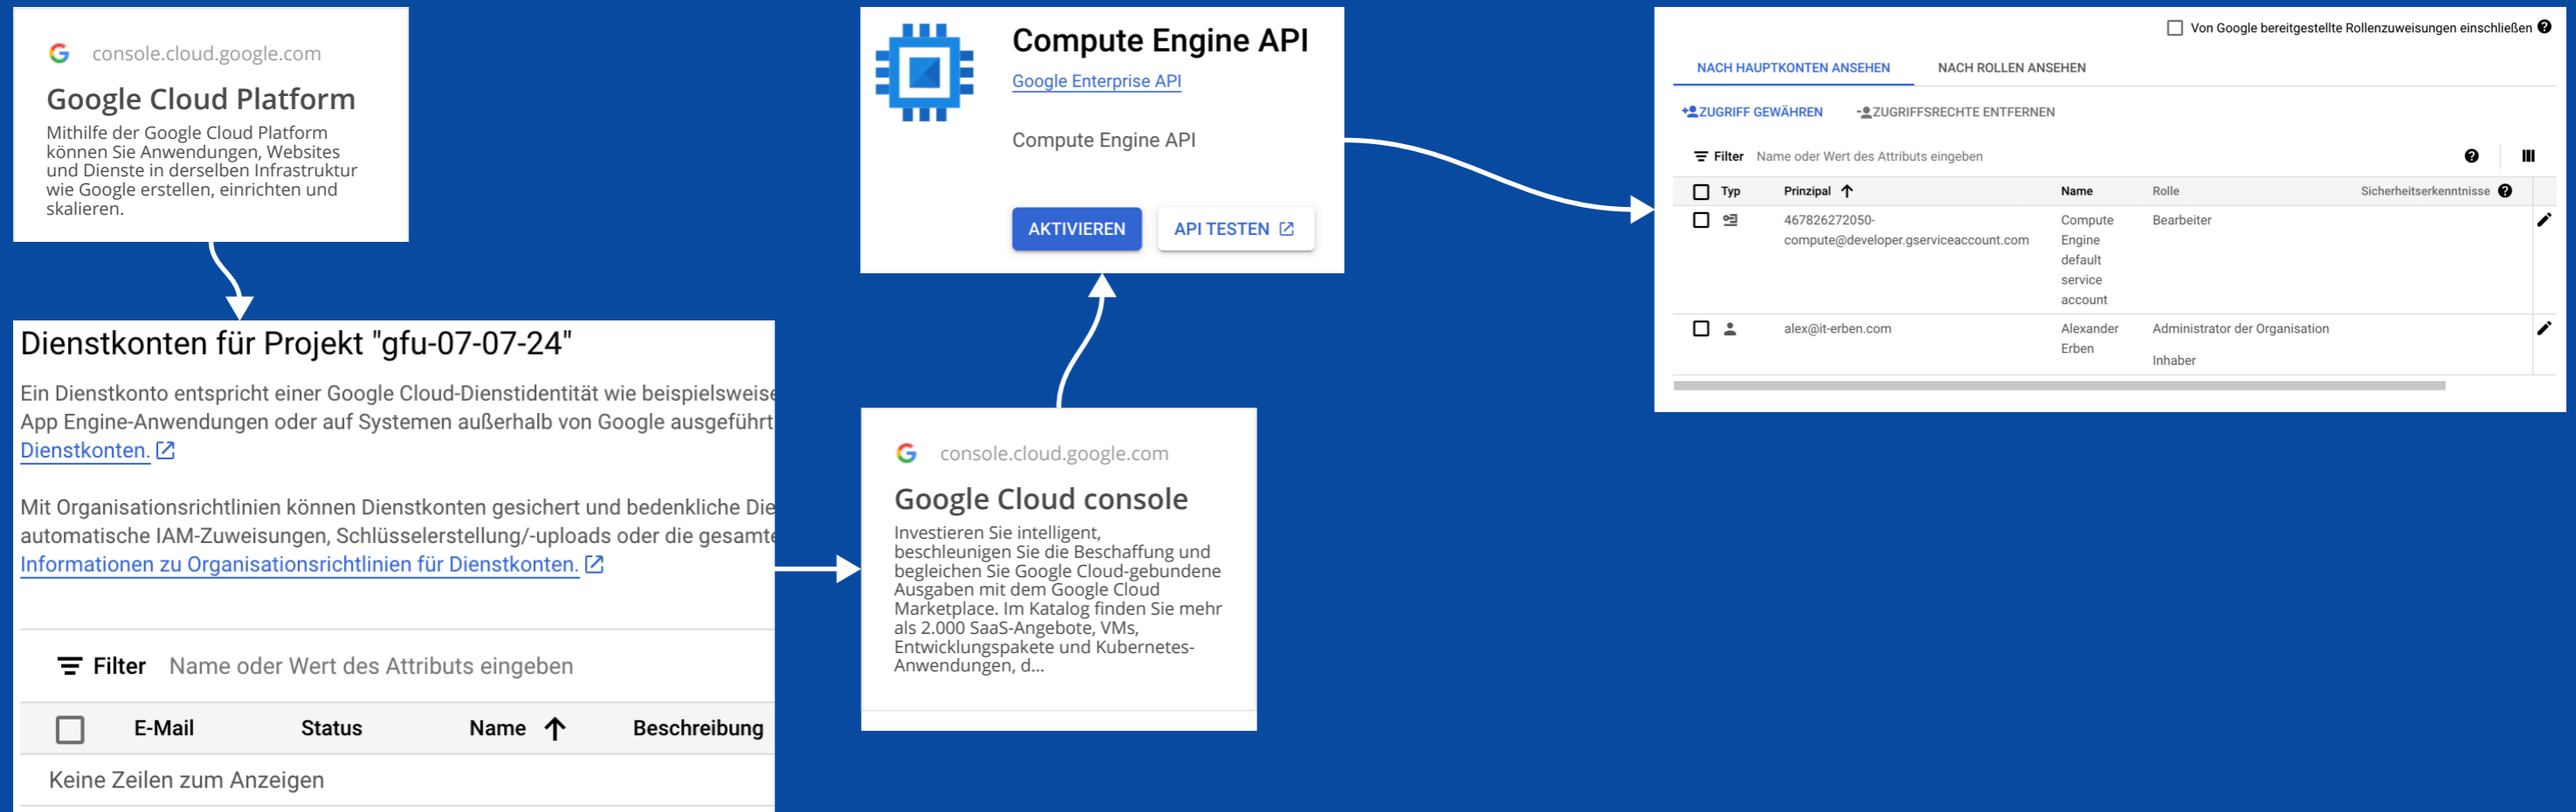 console.cloud.google.com
Google Cloud Platform
Mithilfe der Google Cloud Platform
können Sie Anwendungen, Websites
und Dienste in derselben Infrastruktur
wie Google erstellen, einrichten und
skalieren.
Dienstkonten für Projekt "gfu-07-07-24"
Ein Dienstkonto entspricht einer Google Cloud-Dienstidentität wie beispielsweise
App Engine-Anwendungen oder auf Systemen außerhalb von Google ausgeführt
Dienstkonten.
Mit Organisationsrichtlinien können Dienstkonten gesichert und bedenkliche Die
automatische IAM-Zuweisungen, Schlüsselerstellung/-uploads oder die gesamte
Informationen zu Organisationsrichtlinien für Dienstkonten.
Filter Name oder Wert des Attributs eingeben
E-Mail Status Name Beschreibung
Keine Zeilen zum Anzeigen
console.cloud.google.com
Google Cloud console
Investieren Sie intelligent,
beschleunigen Sie die Beschaffung und
begleichen Sie Google Cloud-gebundene
Ausgaben mit dem Google Cloud
Marketplace. Im Katalog finden Sie mehr
als 2.000 SaaS-Angebote, VMs,
Entwicklungspakete und Kubernetes-
Anwendungen, d...
Compute Engine API
Google Enterprise API
Compute Engine API
AKTIVIEREN API TESTEN
Von Google bereitgestellte Rollenzuweisungen einschließen
NACH HAUPTKONTEN ANSEHEN NACH ROLLEN ANSEHEN
ZUGRIFF GEWÄHREN ZUGRIFFSRECHTE ENTFERNEN
Filter Name oder Wert des Attributs eingeben
Typ Prinzipal Name Rolle Sicherheitserkenntnisse
467826272050- Compute Bearbeiter
compute@developer.gserviceaccount.com Engine
default
service
account
alex@it-erben.com Alexander Administrator der Organisation
Erben
Inhaber